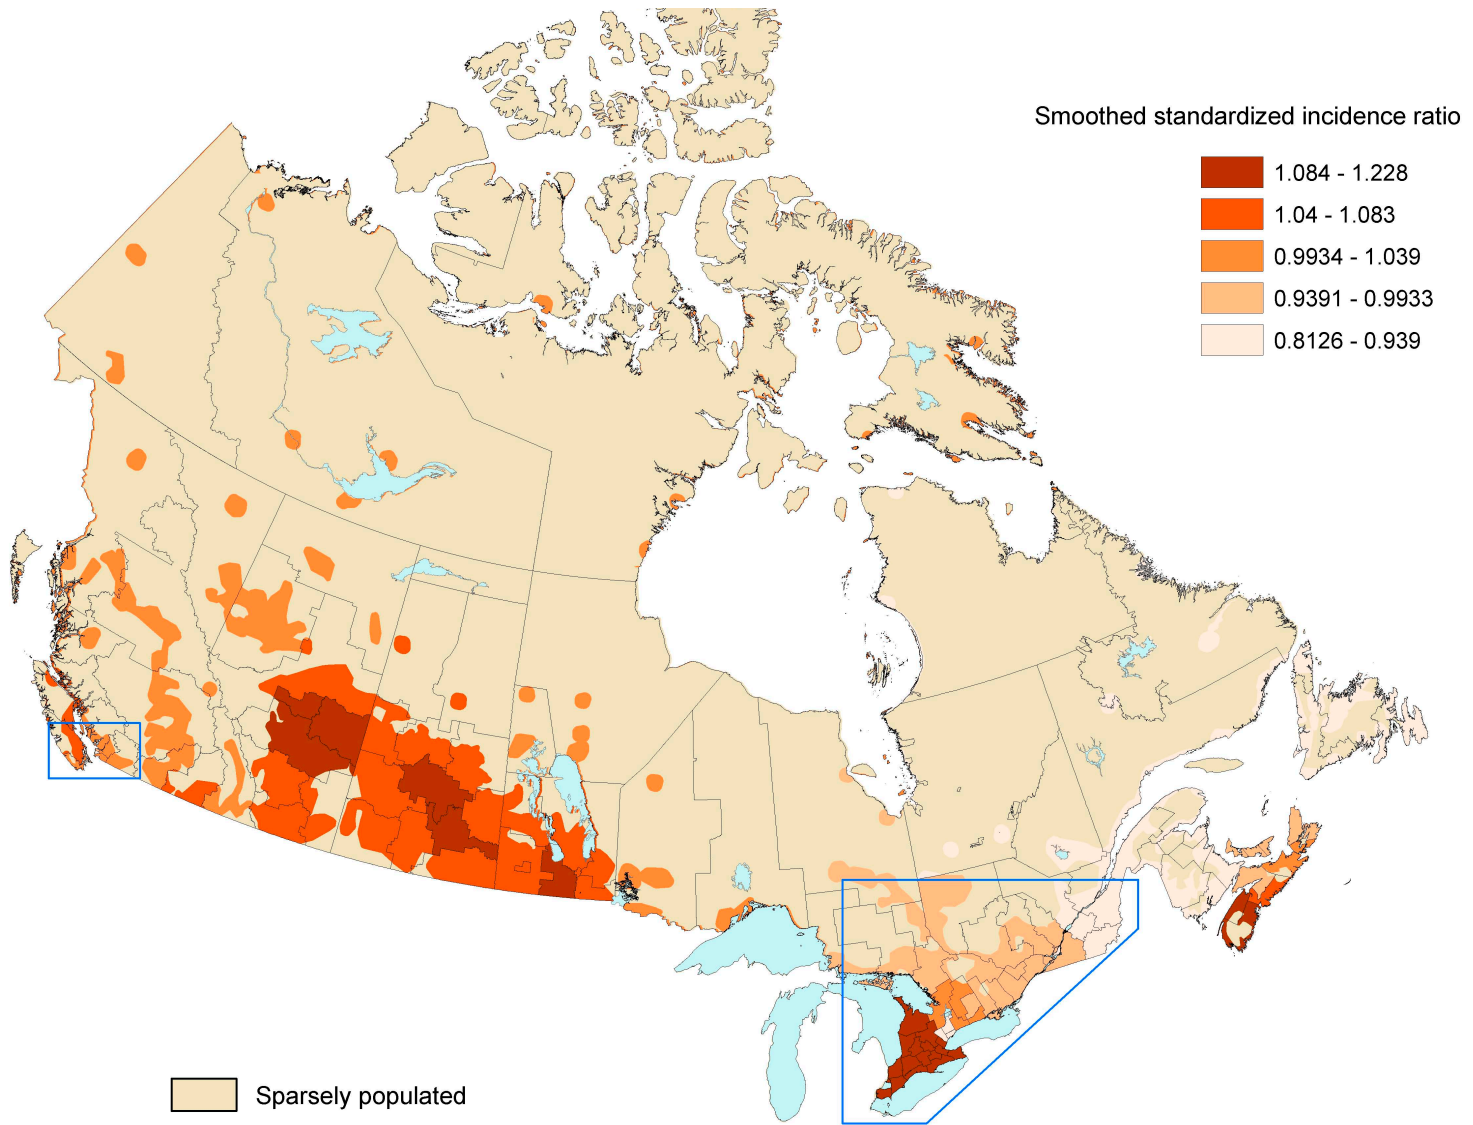 Smoothed standardized incidence ratio
1.084 - 1.228
1.04 - 1.083
0.9934 - 1.039
0.9391 - 0.9933
0.8126 - 0.939
Sparsely populated